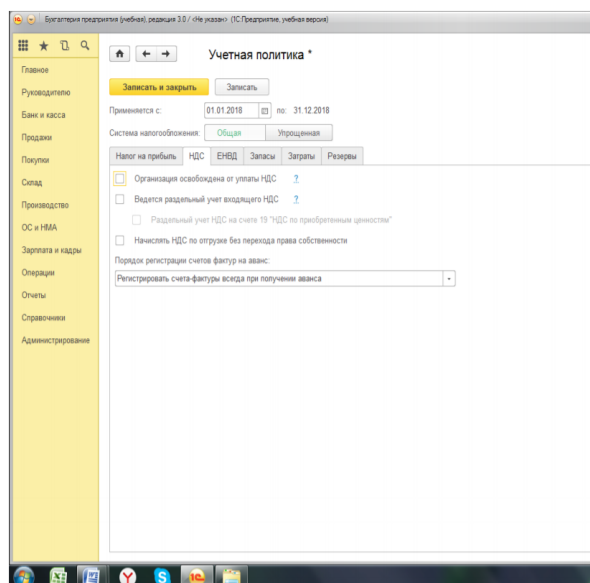 Бухгалтерия предприятия (учебная), редакция 3.0 / <Не указан> (1С:Предприятие, учебная версия)
Учетная политика *
Главное
Руководителю
Банк и касса
Продажи
Покупки
Склад
Производство
ОС и НМА
Зарплата и кадры
Операции
Отчеты
Справочники
Администрирование
Записать и закрыть Записать
Применяется с: 01.01.2018 по: 31.12.2018
Система налогообложения: Общая Упрощенная
Налог на прибыль НДС ЕНВД Запасы Затраты Резервы
Организация освобождена от уплаты НДС ?
Ведется раздельный учет входящего НДС ?
Раздельный учет НДС на счете 19 "НДС по приобретенным ценностям"
Начислять НДС по отгрузке без перехода права собственности
Порядок регистрации счетов фактур на аванс:
Регистрировать счета-фактуры всегда при получении аванса